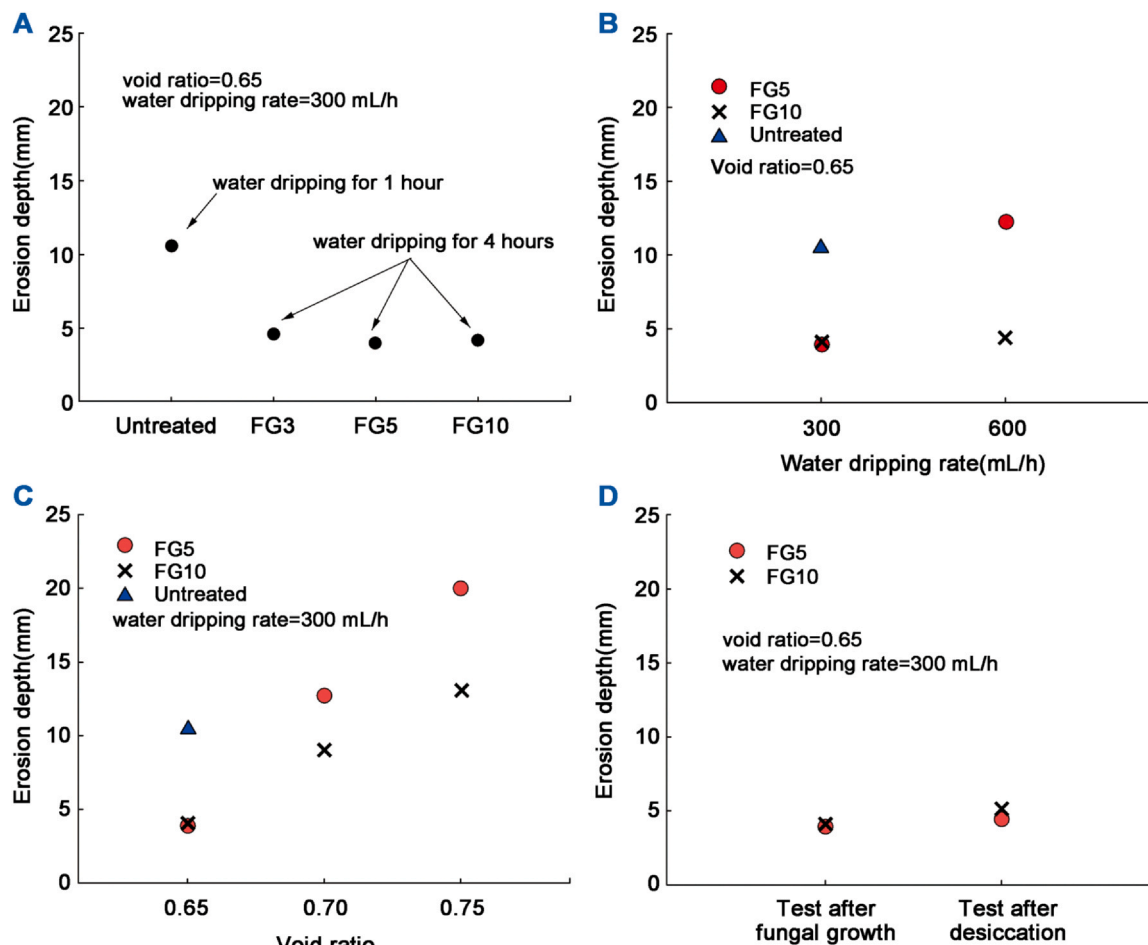 A
Erosion depth(mm)
25
20
15
10
5
0
void ratio=0.65
water dripping rate=300 mL/h
water dripping for 1 hour
water dripping for 4 hours
Untreated FG3 FG5 FG10
B
Erosion depth(mm)
25
20
15
10
5
0
FG5
FG10
Untreated
Void ratio=0.65
300 600
Water dripping rate(mL/h)
C
Erosion depth(mm)
25
20
15
10
5
0
FG5
FG10
Untreated
water dripping rate=300 mL/h
0.65 0.70 0.75
Void ratio
D
Erosion depth(mm)
25
20
15
10
5
0
FG5
FG10
void ratio=0.65
water dripping rate=300 mL/h
Test after Test after
fungal growth desiccation